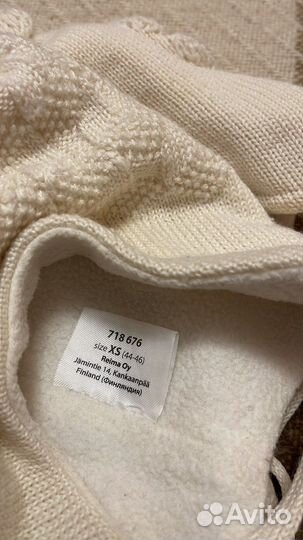 718 676
size XS (44-46)
Reima Oy
Jämintie 14, Kankaanpää
Finland (Финляндия)
Avito